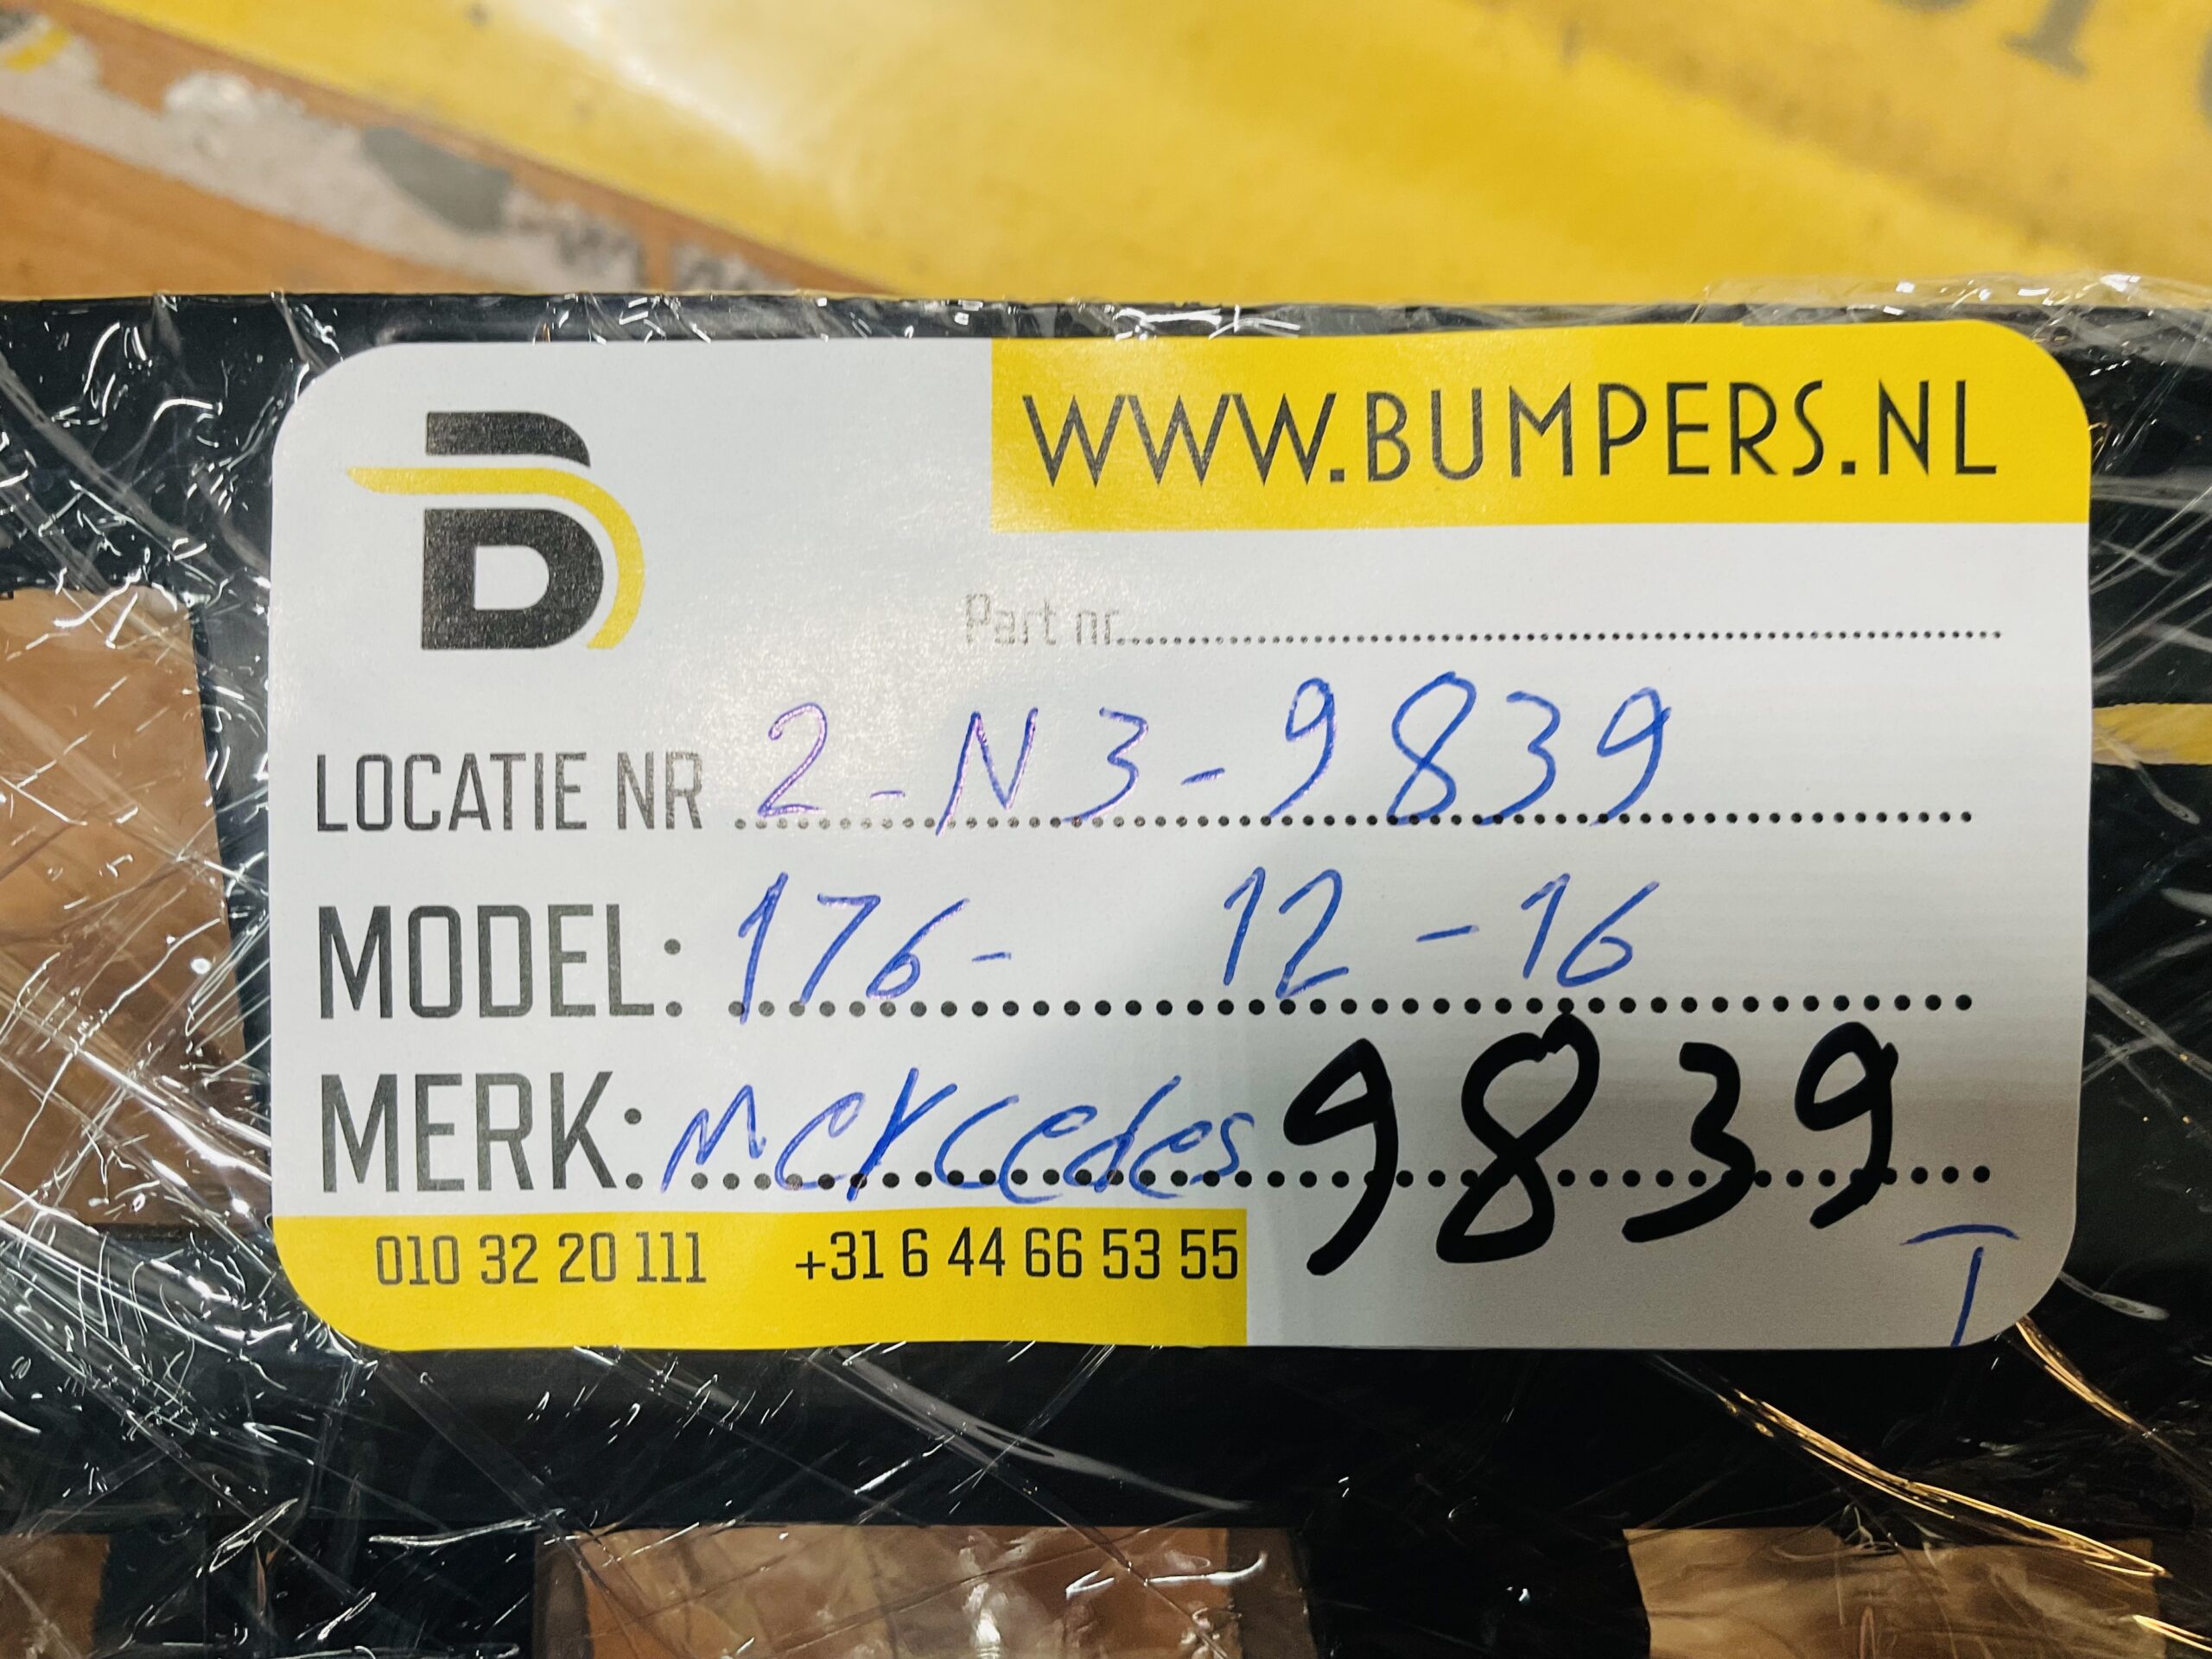 WWW.BUMPERS.NL
B
Part nr.
LOCATIE NR 2-N3-9839
MODEL: 176- 12-16
MERK: Mercedes 9839
010 32 20 111 +31 6 44 66 53 55
T